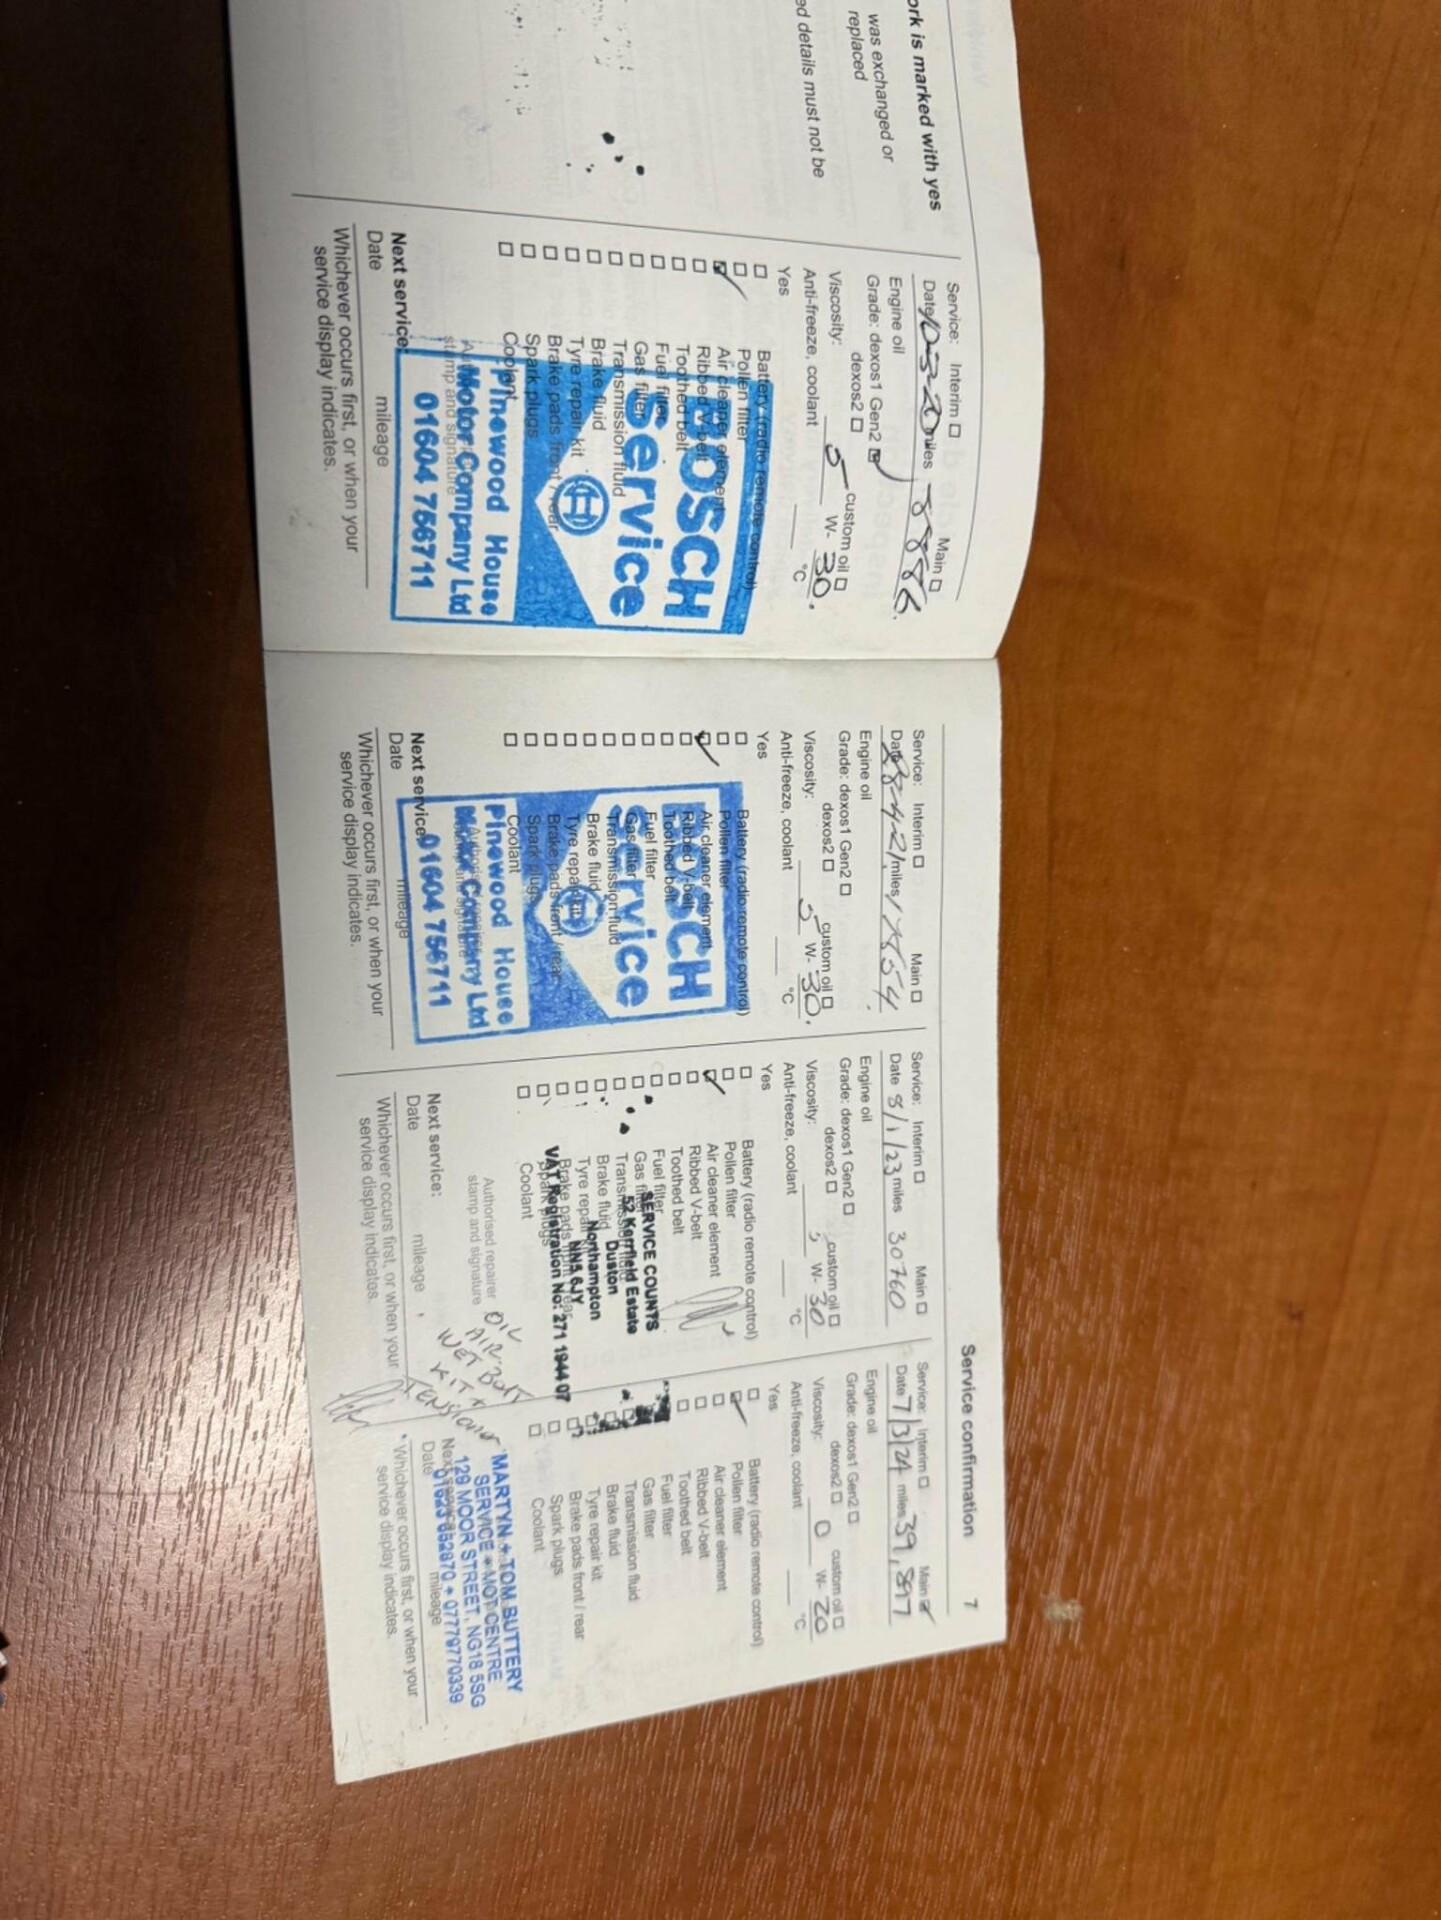 ork is marked with yes
was exchanged or
replaced
ed details must not be
Service: Interim ☐ Main ☐
Date miles 8886.
Engine oil
Grade: dexos1 Gen2 ☑
dexos2 ☐ custom oil ☐
Viscosity: 5 W- 30.
Anti-freeze, coolant °C
Yes
☐ Battery (radio remote control)
☐ Pollen filter
☑ Air cleaner element
☐ Ribbed V-belt
☐ Toothed belt
☐ Fuel filter
☐ Gas filter
☐ Transmission fluid
☐ Brake fluid
☐ Tyre repair kit
☐ Brake pads front / rear
☐ Spark plugs
☐ Coolant
BOSCH
Service
Pinewood House
Motor Company Ltd
01604 756711
stamp and signature
Next service:
Date mileage
Whichever occurs first, or when your
service display indicates.
Service confirmation 7
Service: Interim ☐ Main ☐
Date miles 17854.
Engine oil
Grade: dexos1 Gen2 ☐
dexos2 ☐ custom oil ☐
Viscosity: 5 W- 30.
Anti-freeze, coolant °C
Yes
☐ Battery (radio remote control)
☐ Pollen filter
☑ Air cleaner element
☐ Ribbed V-belt
☐ Toothed belt
☐ Fuel filter
☐ Gas filter
☐ Transmission fluid
☐ Brake fluid
☐ Tyre repair kit
☐ Brake pads front / rear
☐ Spark plugs
☐ Coolant
BOSCH
Service
Pinewood House
Motor Company Ltd
01604 756711
Next service:
Date mileage
Whichever occurs first, or when your
service display indicates.
Service: Interim ☐ Main ☐
Date 8/1/23 miles 30760
Engine oil
Grade: dexos1 Gen2 ☐
dexos2 ☐ custom oil ☐
Viscosity: 5 W- 30
Anti-freeze, coolant °C
Yes
☐ Battery (radio remote control)
☐ Pollen filter
☑ Air cleaner element
☐ Ribbed V-belt
☐ Toothed belt
☐ Fuel filter
☐ Gas filter
☐ Transmission fluid
☐ Brake fluid
☐ Tyre repair kit
☐ Brake pads front / rear
☐ Spark plugs
☐ Coolant
SERVICE COUNTS
52 Kerrfield Estate
Duston
Northampton
NN5 6JY
VAT Registration No: 271 1944 07
Authorised repairer
stamp and signature
OIL
AIR
WET BELT
KIT +
TENSIONER
Next service:
Date mileage
Whichever occurs first, or when your
service display indicates.
Service: Interim ☐ Main ☑
Date 7/3/24 miles 39,897
Engine oil
Grade: dexos1 Gen2 ☐
dexos2 ☐ custom oil ☐
Viscosity: 0 W- 20
Anti-freeze, coolant °C
Yes
☐ Battery (radio remote control)
☑ Pollen filter
☐ Air cleaner element
☐ Ribbed V-belt
☐ Toothed belt
Fuel filter
Gas filter
Transmission fluid
Brake fluid
Tyre repair kit
Brake pads front / rear
☐ Spark plugs
☐ Coolant
MARTYN + TOM BUTTERY
SERVICE + MOT CENTRE
129 MOOR STREET, NG18 5SG
01623 652870 + 07779770339
Date mileage
Whichever occurs first, or when your
service display indicates.